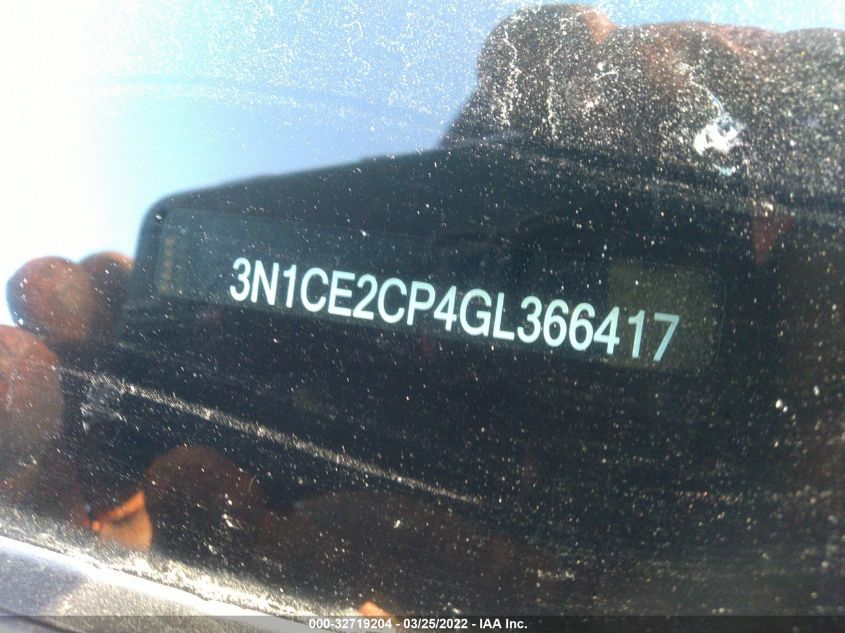 3N1CE2CP4GL366417
000-32719204 - 03/25/2022 - IAA Inc.